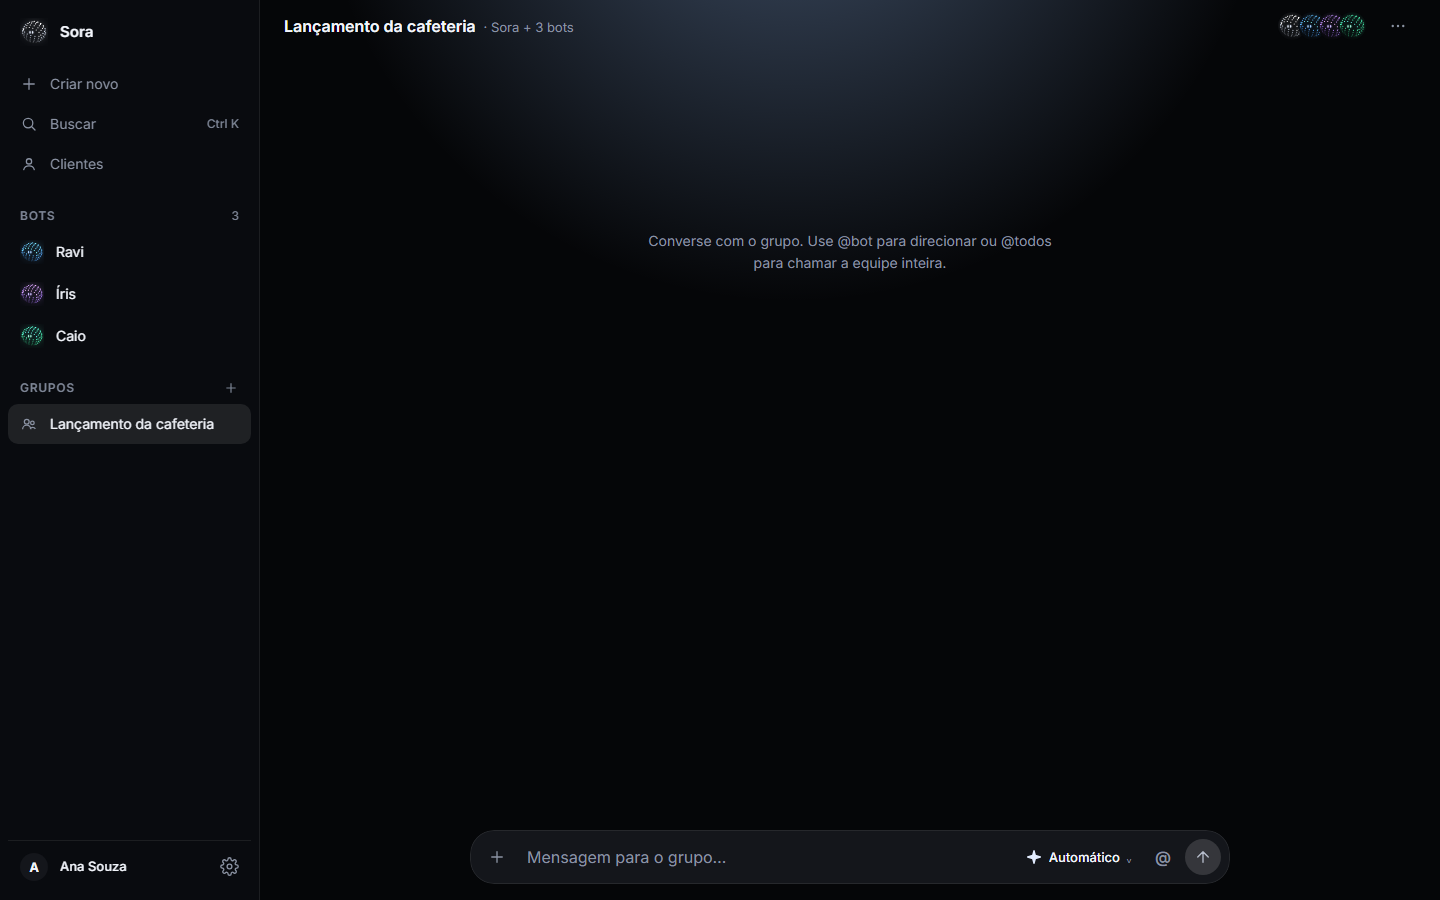 Sora
Criar novo
Buscar Ctrl K
Clientes
BOTS 3
Ravi
Íris
Caio
GRUPOS
Lançamento da cafeteria
A Ana Souza
Lançamento da cafeteria · Sora + 3 bots
Converse com o grupo. Use @bot para direcionar ou @todos
para chamar a equipe inteira.
Mensagem para o grupo... Automático @